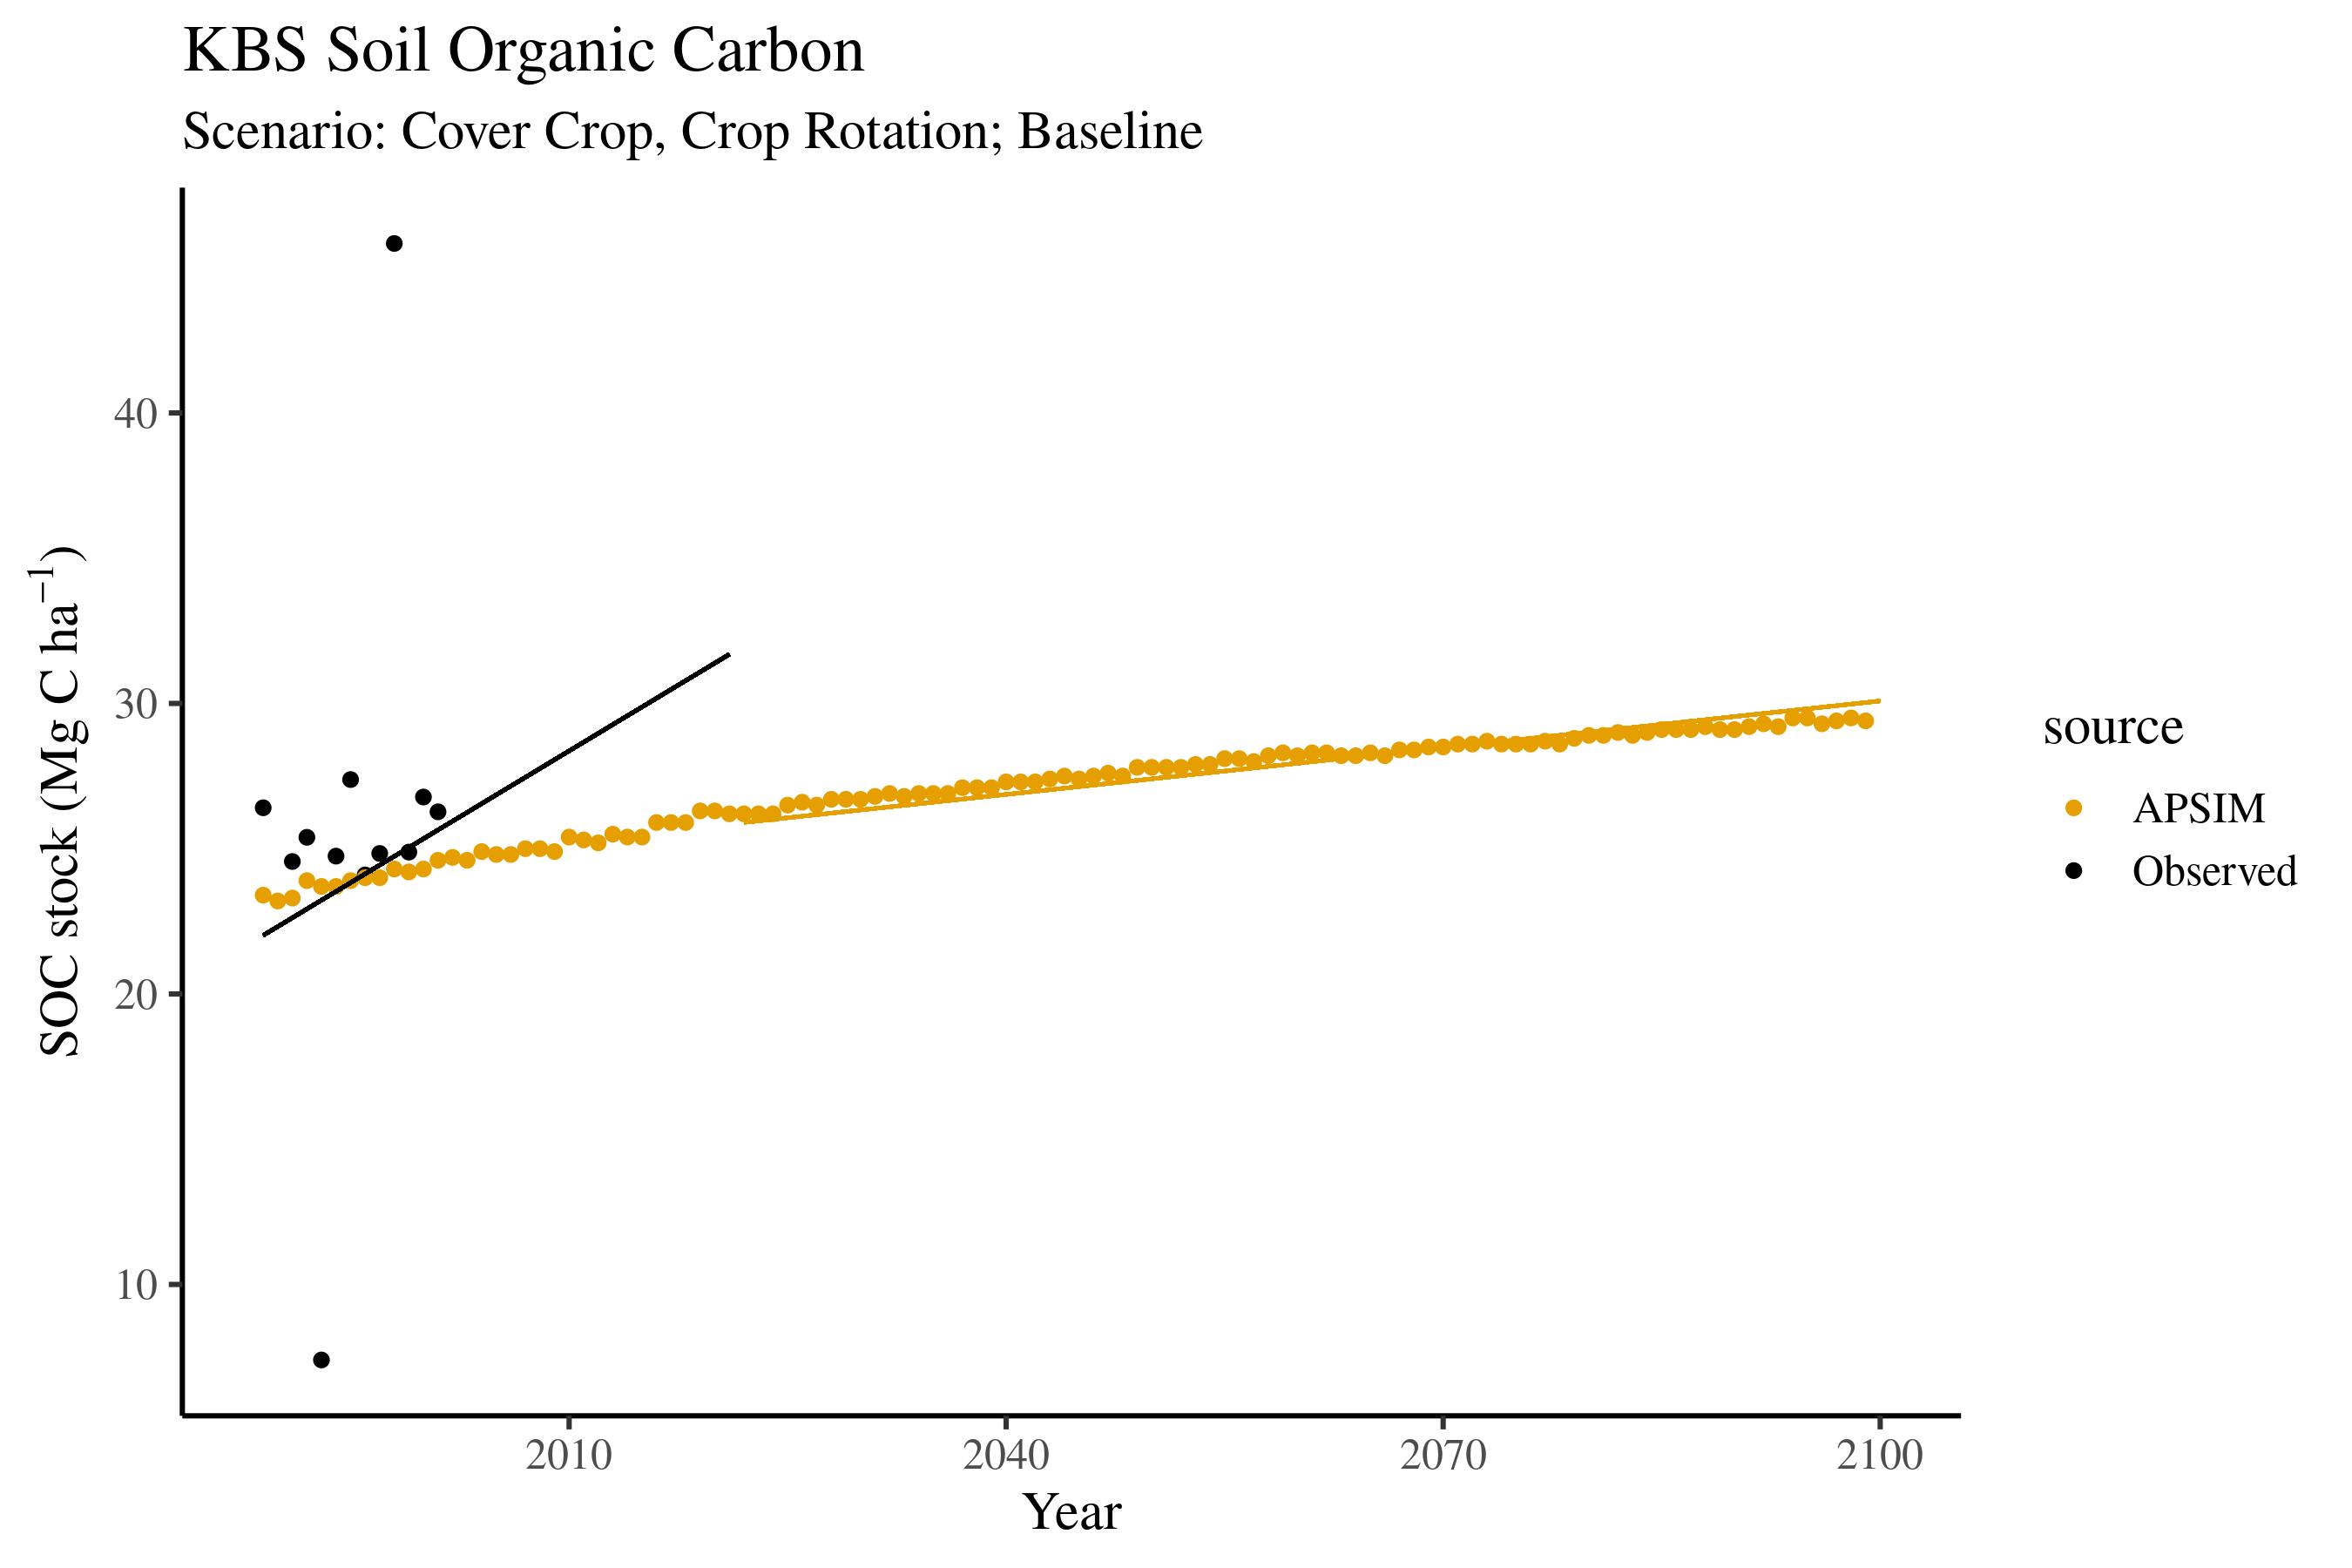 KBS Soil Organic Carbon
Scenario: Cover Crop, Crop Rotation; Baseline
SOC stock (Mg C ha⁻¹)
40
30
20
10
2010 2040 2070 2100
Year
source
APSIM
Observed